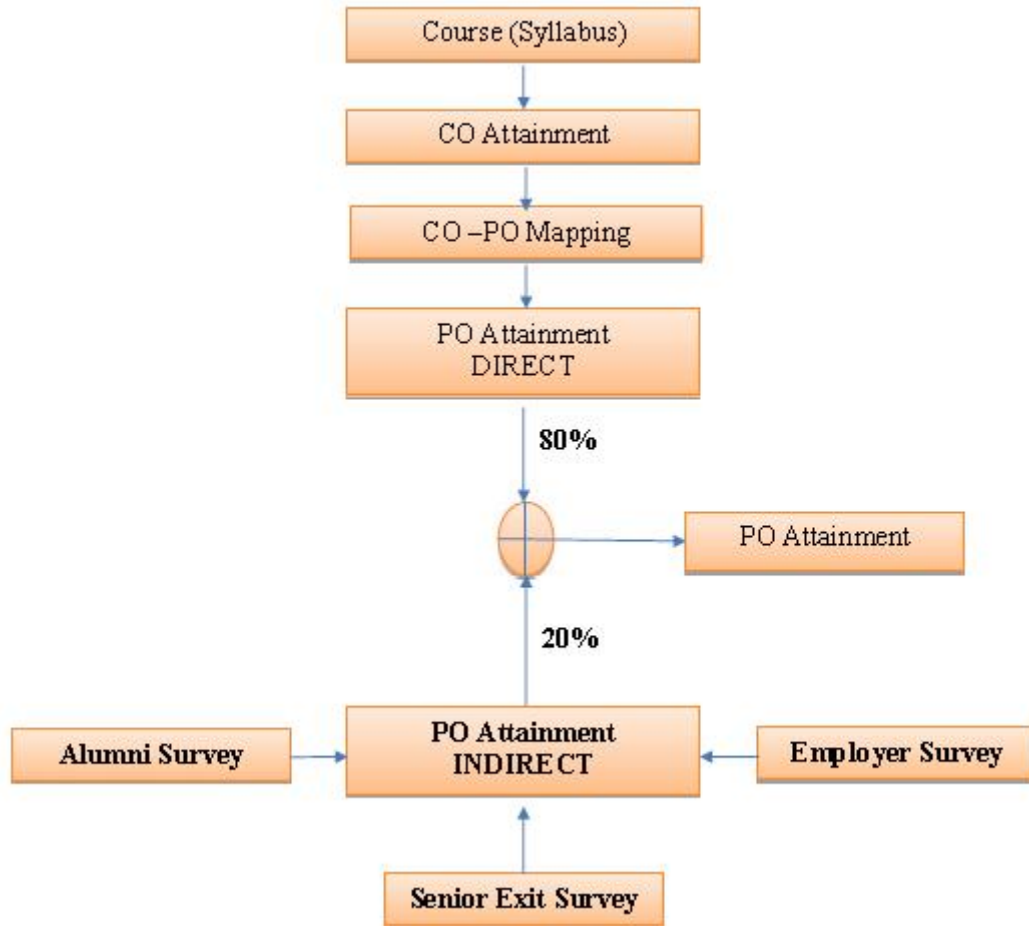 Course (Syllabus)
CO Attainment
CO –PO Mapping
PO Attainment
DIRECT
80%
PO Attainment
20%
Alumni Survey
PO Attainment
INDIRECT
Employer Survey
Senior Exit Survey